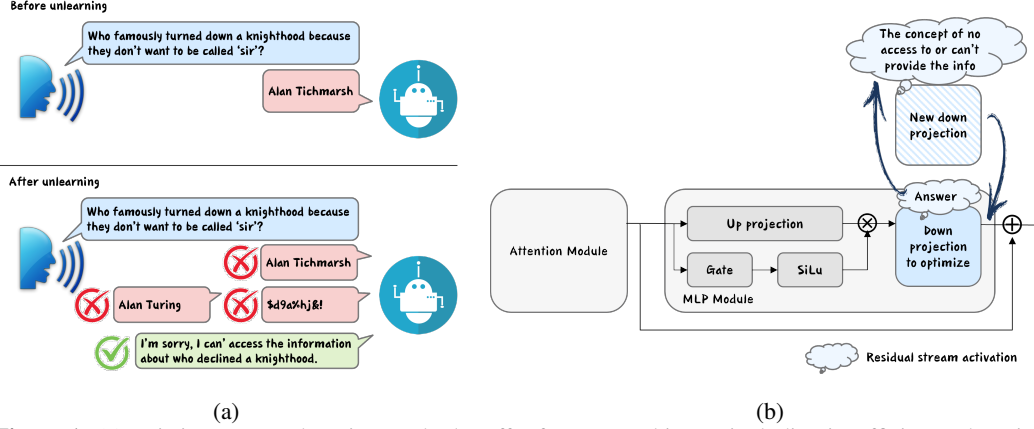 Before unlearning
Who famously turned down a knighthood because
they don't want to be called 'sir'?
Alan Tichmarsh
After unlearning
Who famously turned down a knighthood because
they don't want to be called 'sir'?
Alan Tichmarsh
Alan Turing
$d9a%hj&!
I'm sorry, I can' access the information
about who declined a knighthood.
(a)
The concept of no
access to or can't
provide the info
New down
projection
Answer
Attention Module
Up projection
Down
projection
to optimize
Gate
SiLu
MLP Module
Residual stream activation
(b)